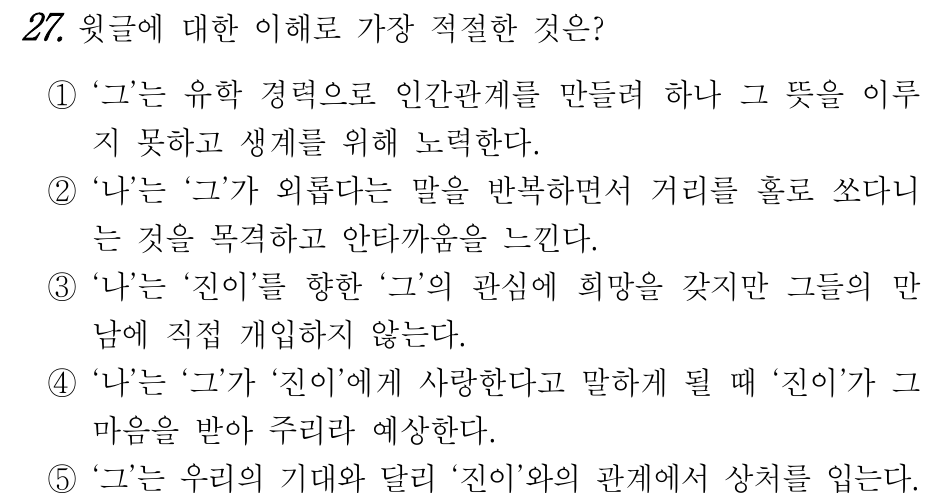 27. 윗글에 대한 이해로 가장 적절한 것은?
① ‘그’는 유학 경력으로 인간관계를 만들려 하나 그 뜻을 이루
지 못하고 생계를 위해 노력한다.
② ‘나’는 ‘그’가 외롭다는 말을 반복하면서 거리를 홀로 쏘다니
는 것을 목격하고 안타까움을 느낀다.
③ ‘나’는 ‘진이’를 향한 ‘그’의 관심에 희망을 갖지만 그들의 만
남에 직접 개입하지 않는다.
④ ‘나’는 ‘그’가 ‘진이’에게 사랑한다고 말하게 될 때 ‘진이’가 그
마음을 받아 주리라 예상한다.
⑤ ‘그’는 우리의 기대와 달리 ‘진이’와의 관계에서 상처를 입는다.